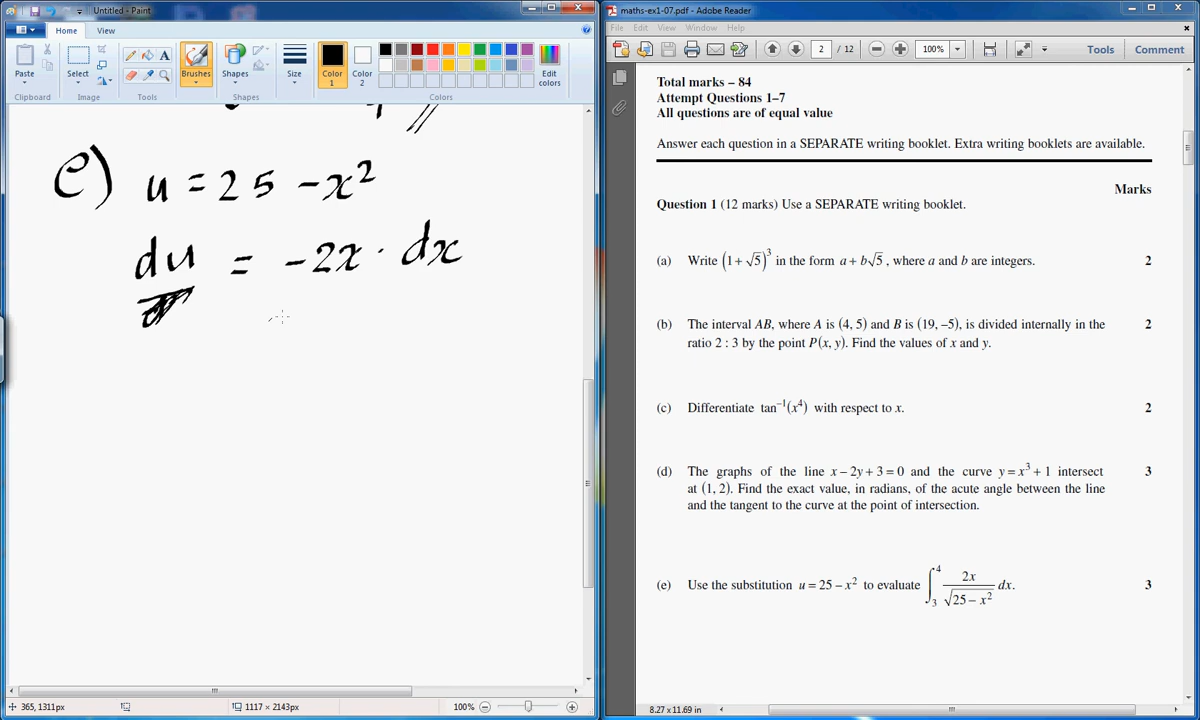 Untitled - Paint
Home
View
Paste
Select
Brushes
Shapes
Size
Color 1
Color 2
Edit colors
Clipboard
Image
Tools
Shapes
Colors
e) u = 25 - x²
du = -2x · dx
365, 1311px
1117 × 2143px
100%
maths-ex1-07.pdf - Adobe Reader
File Edit View Window Help
2 / 12
100%
Tools
Comment
Total marks – 84
Attempt Questions 1–7
All questions are of equal value
Answer each question in a SEPARATE writing booklet. Extra writing booklets are available.
Marks
Question 1 (12 marks) Use a SEPARATE writing booklet.
(a) Write (1 + √5)³ in the form a + b√5, where a and b are integers. 2
(b) The interval AB, where A is (4, 5) and B is (19, –5), is divided internally in the 2
ratio 2 : 3 by the point P(x, y). Find the values of x and y.
(c) Differentiate tan⁻¹(x⁴) with respect to x. 2
(d) The graphs of the line x – 2y + 3 = 0 and the curve y = x³ + 1 intersect 3
at (1, 2). Find the exact value, in radians, of the acute angle between the line
and the tangent to the curve at the point of intersection.
(e) Use the substitution u = 25 – x² to evaluate ∫₃⁴ 2x/√(25 – x²) dx. 3
8.27 x 11.69 in